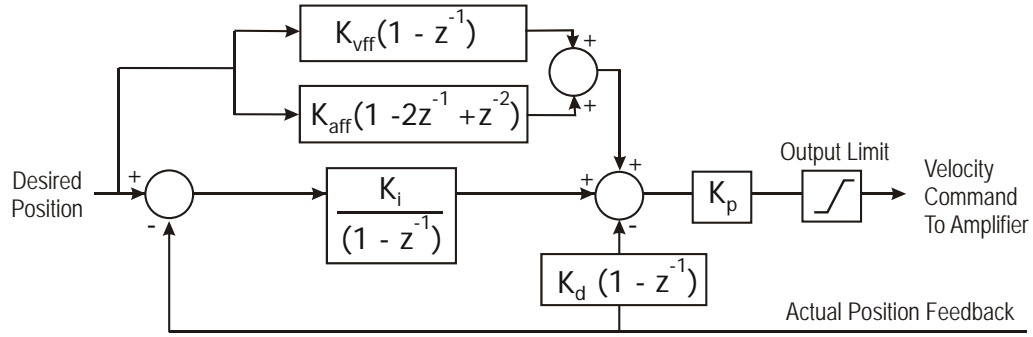 K_vff(1 - z^-1)
+
K_aff(1 -2z^-1 +z^-2)
+
Desired
Position
+
-
K_i
(1 - z^-1)
+
+
-
K_p
Output Limit
Velocity
Command
To Amplifier
K_d (1 - z^-1)
Actual Position Feedback